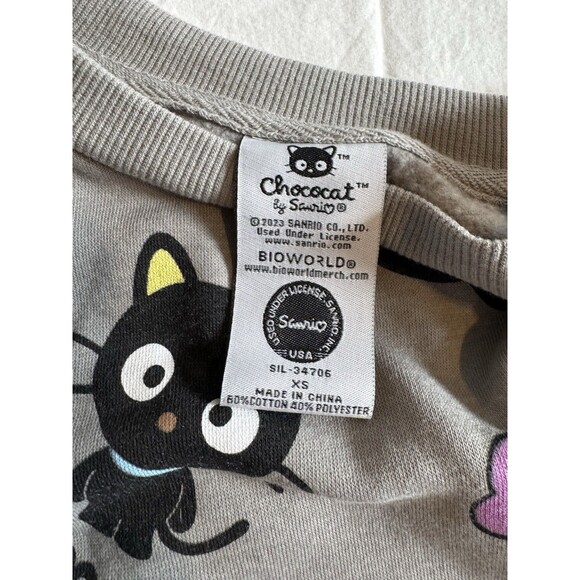 ™
Chococat™
by Sanrio®
©2023 SANRIO CO., LTD.
Used Under License.
www.sanrio.com
BIOWORLD®
www.bioworldmerch.com
USED UNDER LICENSE, SANRIO, INC.
Sanrio
USA
SIL-34706
XS
MADE IN CHINA
60%COTTON 40% POLYESTER